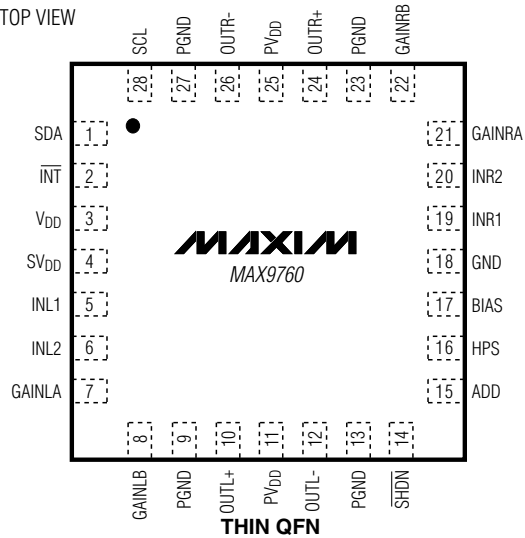 TOP VIEW
SCL
PGND
OUTR-
PVDD
OUTR+
PGND
GAINRB
28
27
26
25
24
23
22
SDA 1
INT 2
VDD 3
SVDD 4
INL1 5
INL2 6
GAINLA 7
MAXIM
MAX9760
21 GAINRA
20 INR2
19 INR1
18 GND
17 BIAS
16 HPS
15 ADD
8
9
10
11
12
13
14
GAINLB
PGND
OUTL+
PVDD
OUTL-
PGND
SHDN
THIN QFN